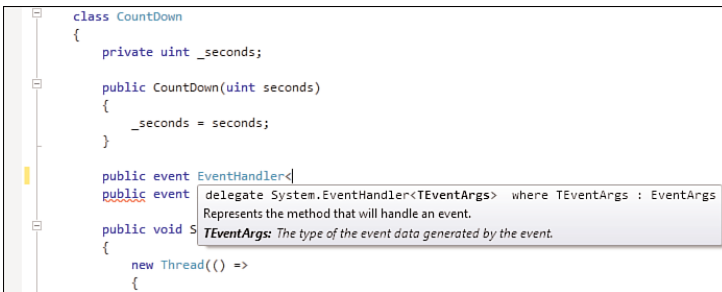 class CountDown
{
private uint _seconds;
public CountDown(uint seconds)
{
_seconds = seconds;
}
public event EventHandler<
public event
delegate System.EventHandler<TEventArgs> where TEventArgs : EventArgs
Represents the method that will handle an event.
TEventArgs: The type of the event data generated by the event.
public void S
{
new Thread(() =>
{